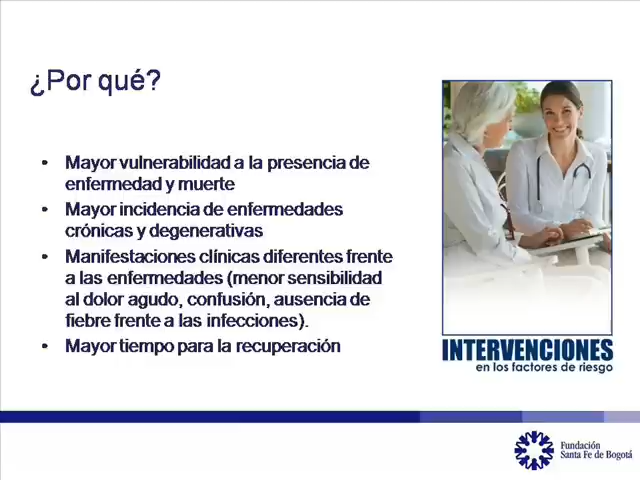 ¿Por qué?
• Mayor vulnerabilidad a la presencia de
enfermedad y muerte
• Mayor incidencia de enfermedades
crónicas y degenerativas
• Manifestaciones clínicas diferentes frente
a las enfermedades (menor sensibilidad
al dolor agudo, confusión, ausencia de
fiebre frente a las infecciones).
• Mayor tiempo para la recuperación
INTERVENCIONES
en los factores de riesgo
Fundación
Santa Fe de Bogotá